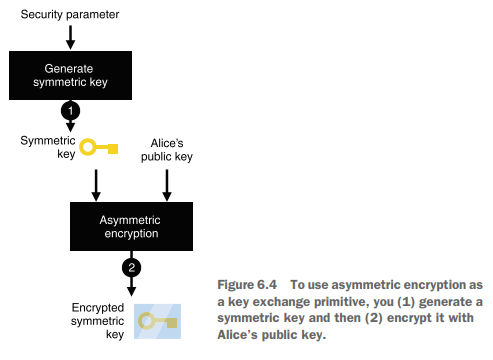 Security parameter
Generate
symmetric key
1
Symmetric
key
Alice's
public key
Asymmetric
encryption
2
Encrypted
symmetric
key
Figure 6.4 To use asymmetric encryption as
a key exchange primitive, you (1) generate a
symmetric key and then (2) encrypt it with
Alice's public key.